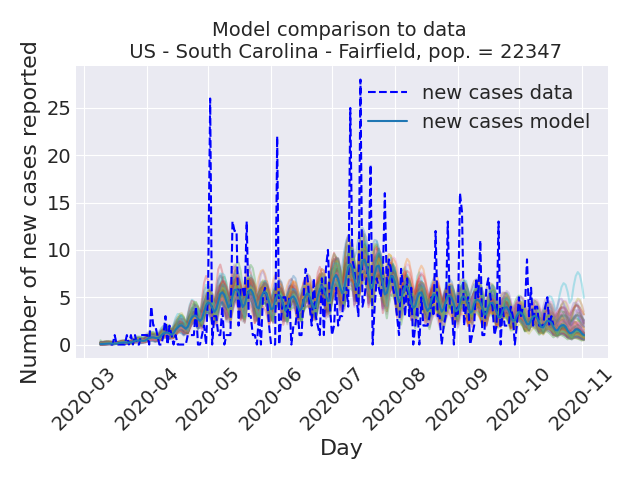 Model comparison to data
US - South Carolina - Fairfield, pop. = 22347
Number of new cases reported
25
20
15
10
5
0
new cases data
new cases model
2020-03
2020-04
2020-05
2020-06
2020-07
2020-08
2020-09
2020-10
2020-11
Day